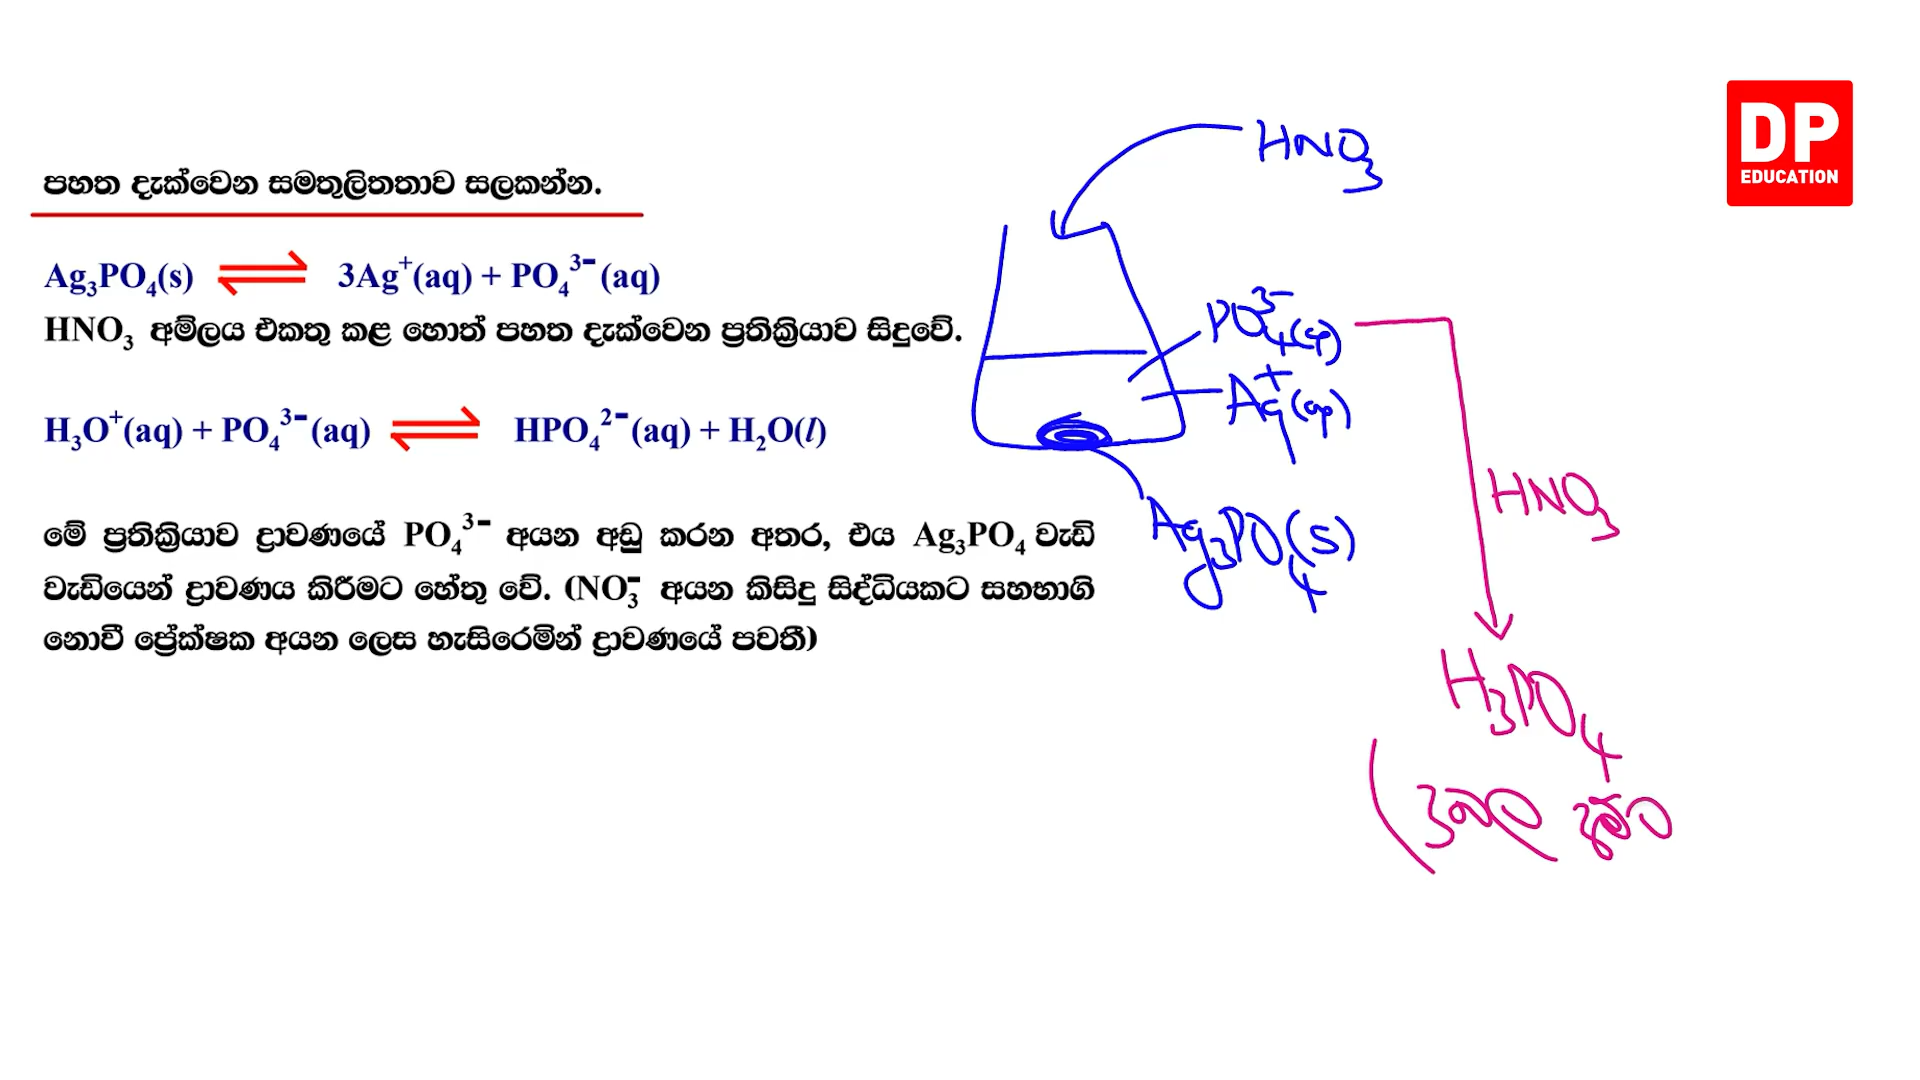 DP
EDUCATION
පහත දැක්වෙන සමතුලිතතාව සලකන්න.
Ag₃PO₄(s) ⇌ 3Ag⁺(aq) + PO₄³⁻(aq)
HNO₃ අම්ලය එකතු කළ හොත් පහත දැක්වෙන ප්‍රතික්‍රියාව සිදුවේ.
H₃O⁺(aq) + PO₄³⁻(aq) ⇌ HPO₄²⁻(aq) + H₂O(l)
මේ ප්‍රතික්‍රියාව ද්‍රාවණයේ PO₄³⁻ අයන අඩු කරන අතර, එය Ag₃PO₄ වැඩි
වැඩියෙන් ද්‍රාවණය කිරීමට හේතු වේ. (NO₃⁻ අයන කිසිදු සිද්ධියකට සහභාගි
නොවී ප්‍රේක්ෂක අයන ලෙස හැසිරෙමින් ද්‍රාවණයේ පවතී)
HNO₃
PO₄³⁻(aq)
Ag⁺(aq)
Ag₃PO₄(s)
HNO₃
H₃PO₄